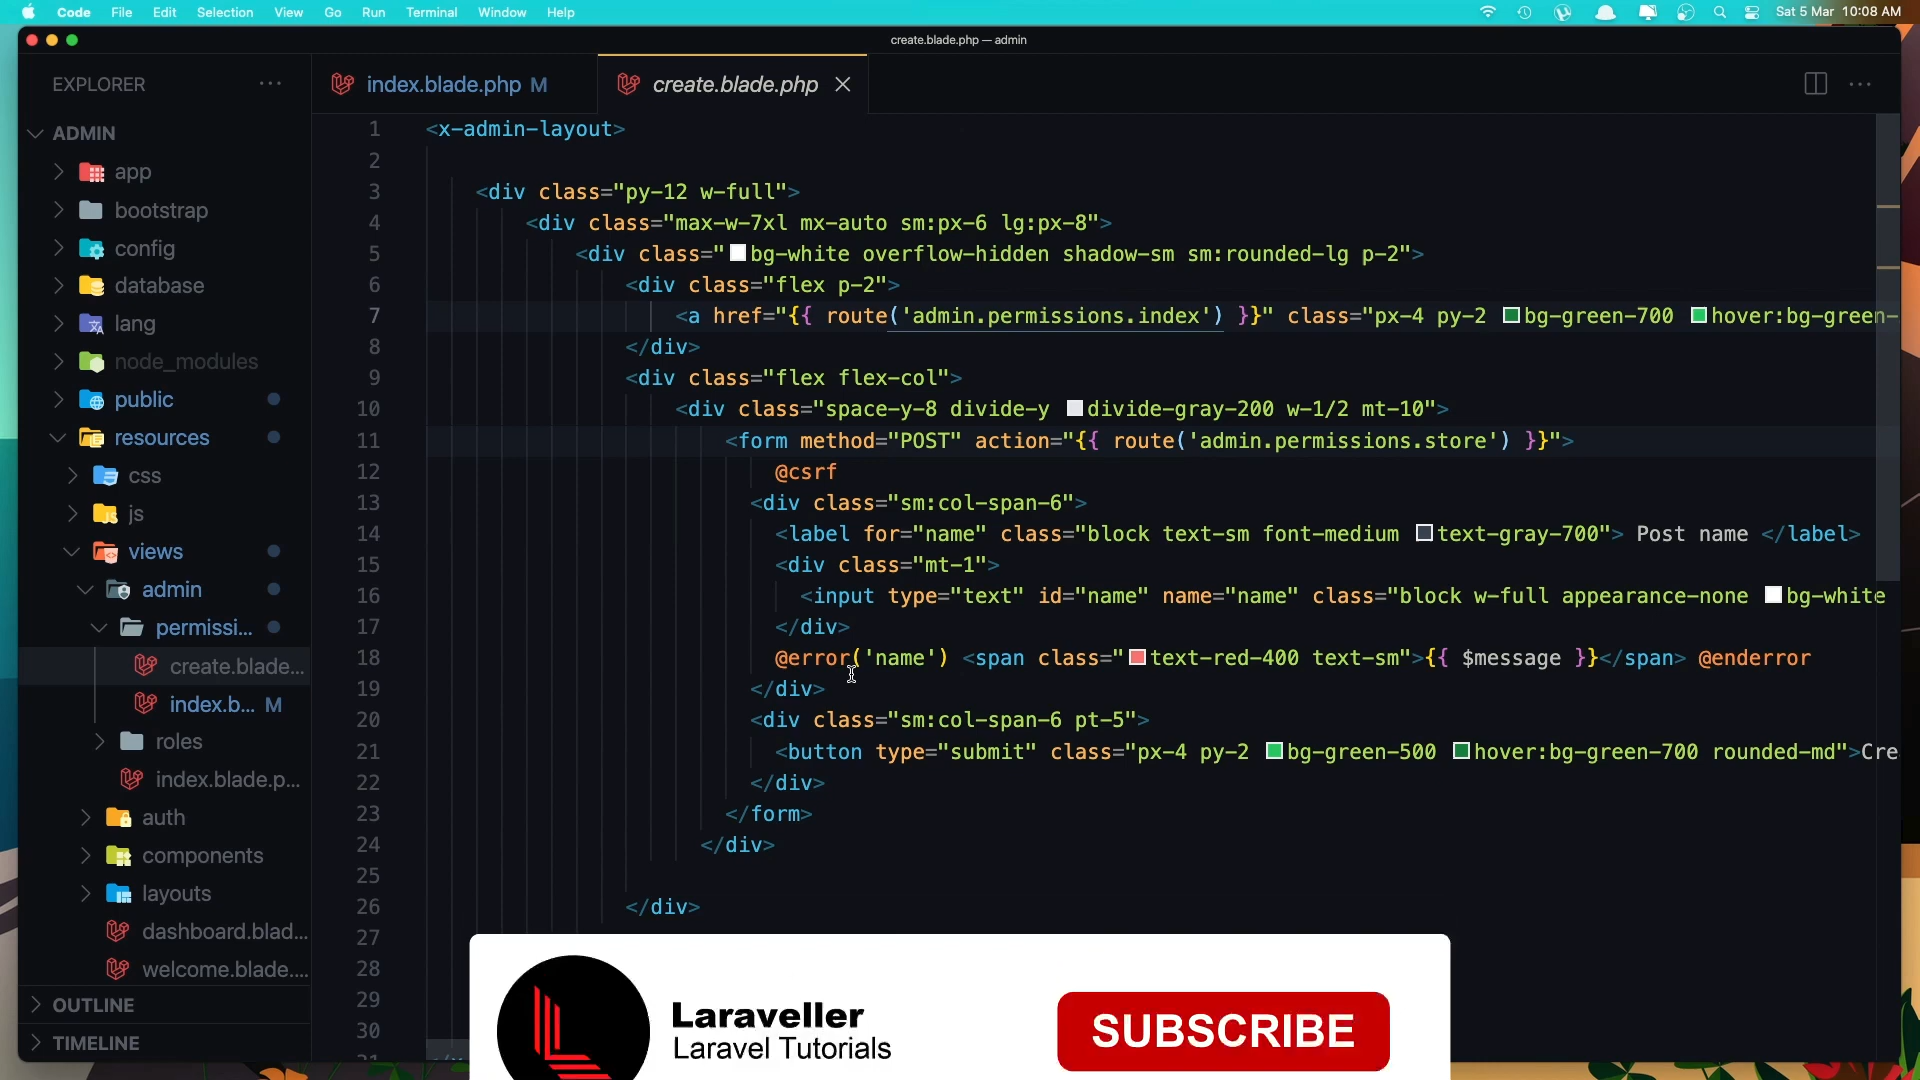 Code File Edit Selection View Go Run Terminal Window Help Sat 5 Mar 10:08 AM
create.blade.php — admin
EXPLORER
index.blade.php M
create.blade.php
ADMIN
app
bootstrap
config
database
lang
node_modules
public
resources
css
js
views
admin
permissi...
create.blade...
index.b... M
roles
index.blade.p...
auth
components
layouts
dashboard.blad...
welcome.blade....
OUTLINE
TIMELINE
1 <x-admin-layout>
2
3 <div class="py-12 w-full">
4 <div class="max-w-7xl mx-auto sm:px-6 lg:px-8">
5 <div class="bg-white overflow-hidden shadow-sm sm:rounded-lg p-2">
6 <div class="flex p-2">
7 <a href="{{ route('admin.permissions.index') }}" class="px-4 py-2 bg-green-700 hover:bg-green-
8 </div>
9 <div class="flex flex-col">
10 <div class="space-y-8 divide-y divide-gray-200 w-1/2 mt-10">
11 <form method="POST" action="{{ route('admin.permissions.store') }}">
12 @csrf
13 <div class="sm:col-span-6">
14 <label for="name" class="block text-sm font-medium text-gray-700"> Post name </label>
15 <div class="mt-1">
16 <input type="text" id="name" name="name" class="block w-full appearance-none bg-white
17 </div>
18 @error('name') <span class="text-red-400 text-sm">{{ $message }}</span> @enderror
19 </div>
20 <div class="sm:col-span-6 pt-5">
21 <button type="submit" class="px-4 py-2 bg-green-500 hover:bg-green-700 rounded-md">Cre
22 </div>
23 </form>
24 </div>
25
26 </div>
27
28
29
30
Laraveller
Laravel Tutorials
SUBSCRIBE